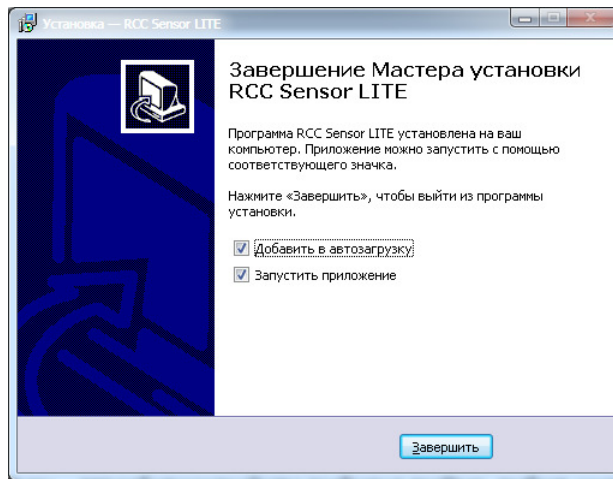 Установка — RCC Sensor LITE
Завершение Мастера установки
RCC Sensor LITE
Программа RCC Sensor LITE установлена на ваш
компьютер. Приложение можно запустить с помощью
соответствующего значка.
Нажмите «Завершить», чтобы выйти из программы
установки.
Добавить в автозагрузку
Запустить приложение
Завершить